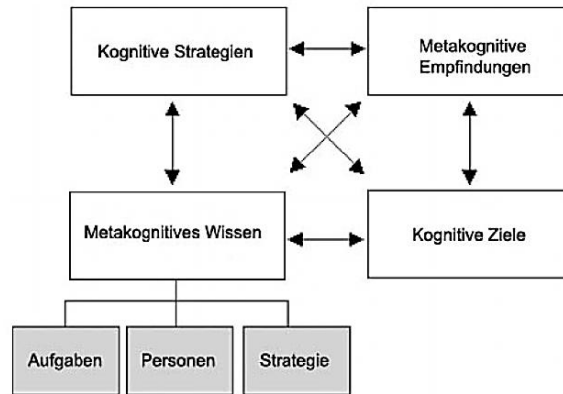 Kognitive Strategien
Metakognitive
Empfindungen
Metakognitives Wissen
Kognitive Ziele
Aufgaben
Personen
Strategie